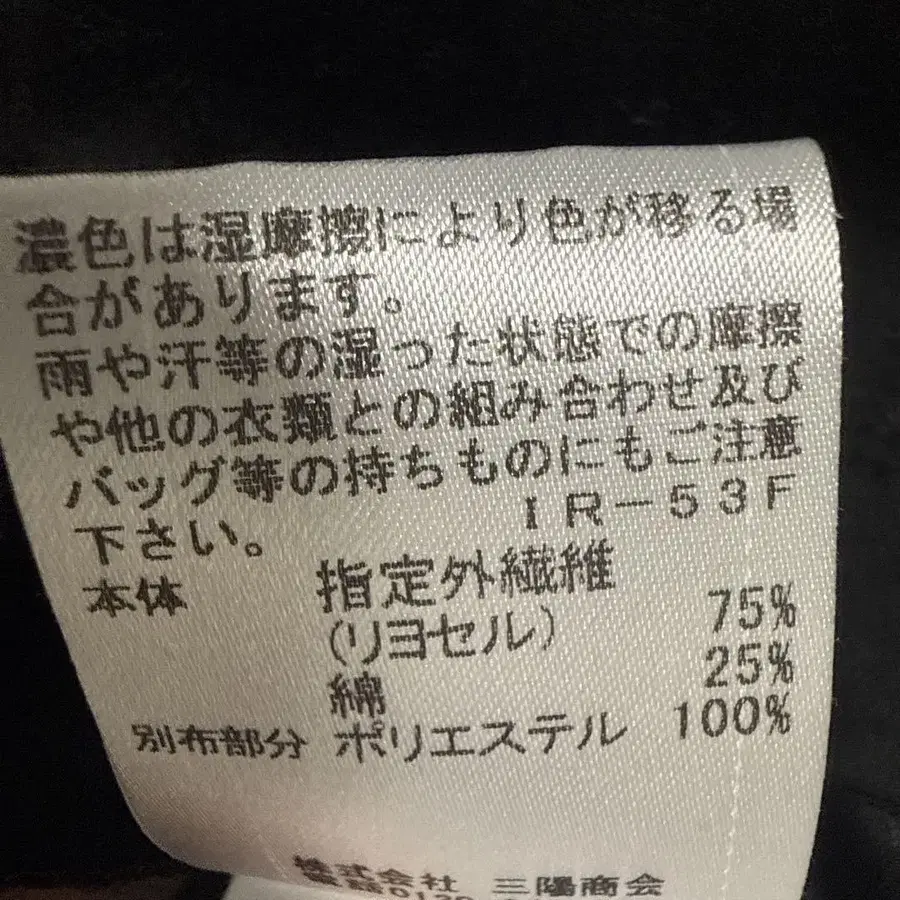 濃色は湿摩擦により色が移る場
合があります。
雨や汗等の湿った状態での摩擦
や他の衣類との組み合わせ及び
バッグ等の持ちものにもご注意
下さい。 IR-53F
本体 指定外繊維
(リヨセル) 75%
綿 25%
別布部分 ポリエステル 100%
株式会社 三陽商会
0120